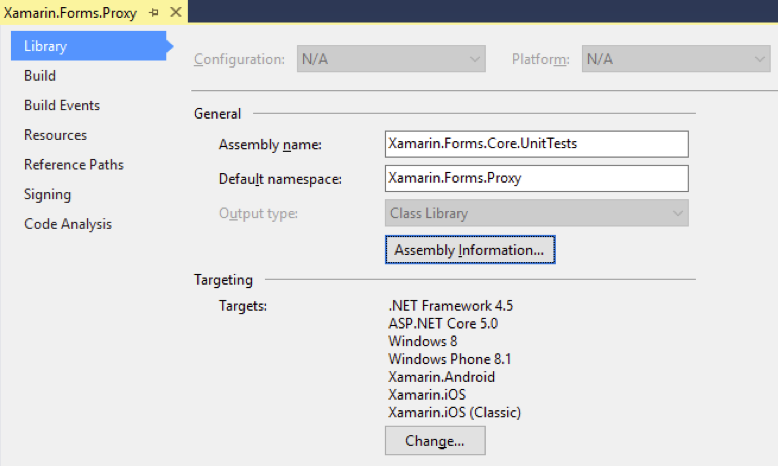 Xamarin.Forms.Proxy
Library
Build
Build Events
Resources
Reference Paths
Signing
Code Analysis
Configuration: N/A Platform: N/A
General
Assembly name: Xamarin.Forms.Core.UnitTests
Default namespace: Xamarin.Forms.Proxy
Output type: Class Library
Assembly Information...
Targeting
Targets: .NET Framework 4.5
ASP.NET Core 5.0
Windows 8
Windows Phone 8.1
Xamarin.Android
Xamarin.iOS
Xamarin.iOS (Classic)
Change...